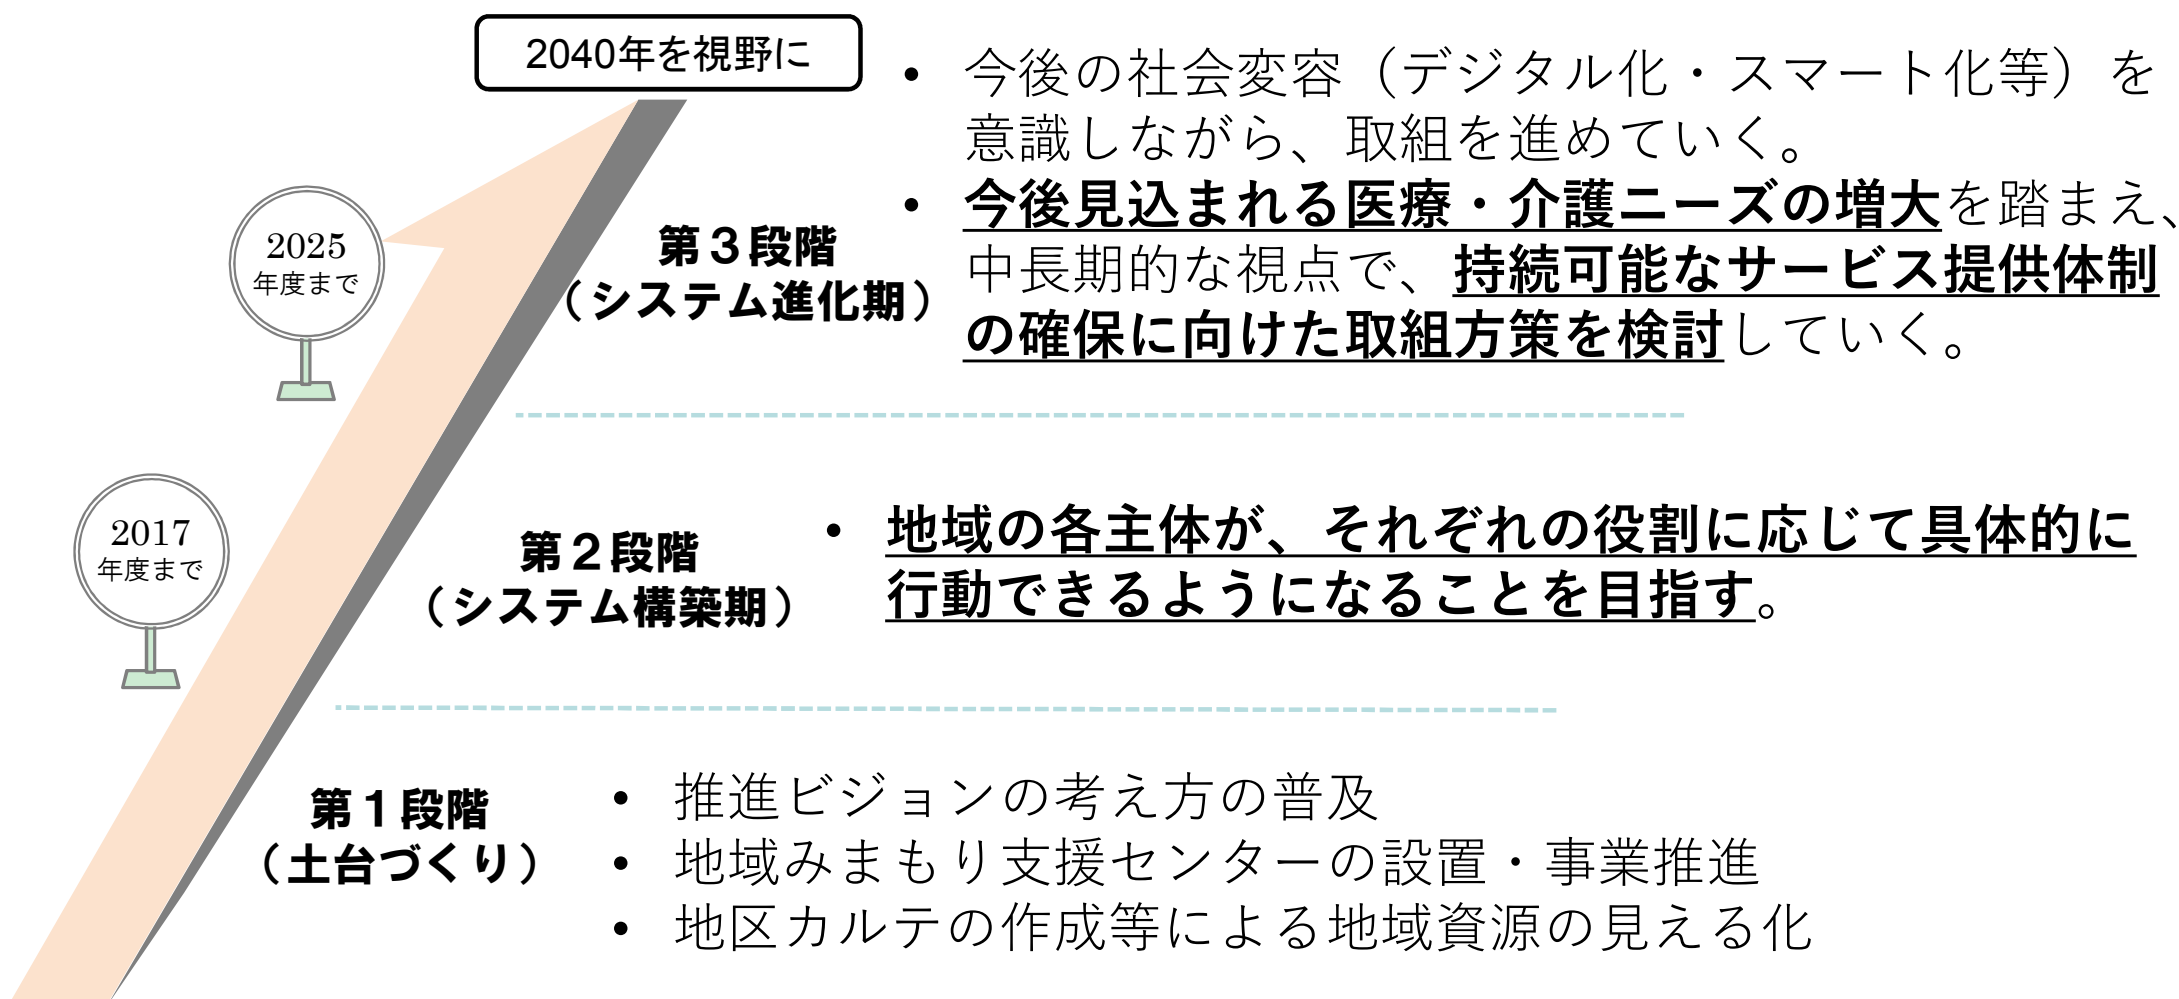 2040年を視野に
• 今後の社会変容（デジタル化・スマート化等）を
意識しながら、取組を進めていく。
• 今後見込まれる医療・介護ニーズの増大を踏まえ、
中長期的な視点で、持続可能なサービス提供体制
の確保に向けた取組方策を検討していく。
第３段階
（システム進化期）
2025
年度まで
• 地域の各主体が、それぞれの役割に応じて具体的に
行動できるようになることを目指す。
第２段階
（システム構築期）
2017
年度まで
第１段階
（土台づくり）
• 推進ビジョンの考え方の普及
• 地域みまもり支援センターの設置・事業推進
• 地区カルテの作成等による地域資源の見える化